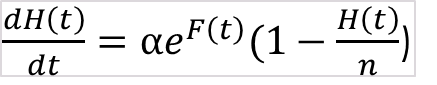 dH(t)/dt = αe^F(t)(1 − H(t)/n)